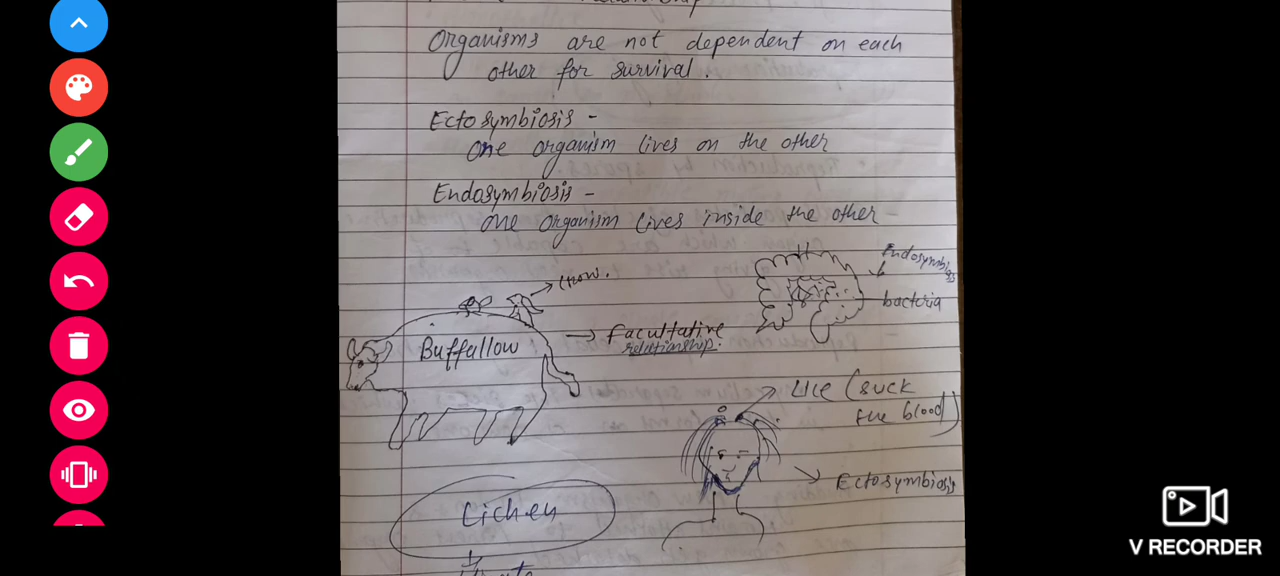 Organisms are not dependent on each
other for survival.
Ectosymbiosis -
One organism lives on the other
Endosymbiosis -
One organism lives inside the other
Endosymbiosis
bacteria
Crow.
Buffallow
Facultative
relationship.
Lice (suck
the blood)
Ectosymbiosis
Lichen
V RECORDER